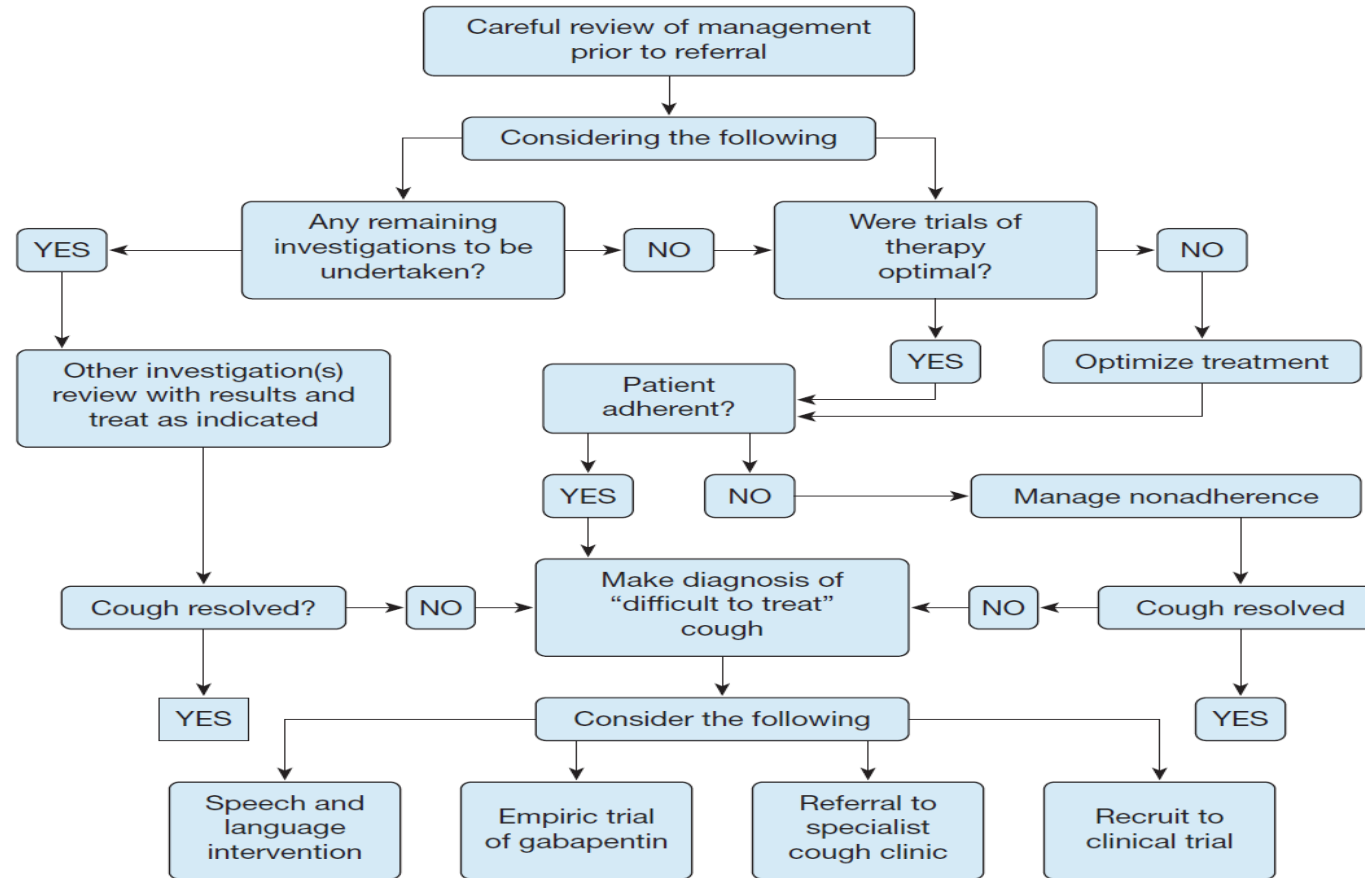 Careful review of management
prior to referral
Considering the following
Any remaining
investigations to be
undertaken?
Were trials of
therapy
optimal?
YES
NO
NO
Other investigation(s)
review with results and
treat as indicated
YES
Optimize treatment
Patient
adherent?
YES
NO
Manage nonadherence
Cough resolved?
NO
Make diagnosis of
“difficult to treat”
cough
NO
Cough resolved
YES
Consider the following
YES
Speech and
language
intervention
Empiric trial
of gabapentin
Referral to
specialist
cough clinic
Recruit to
clinical trial